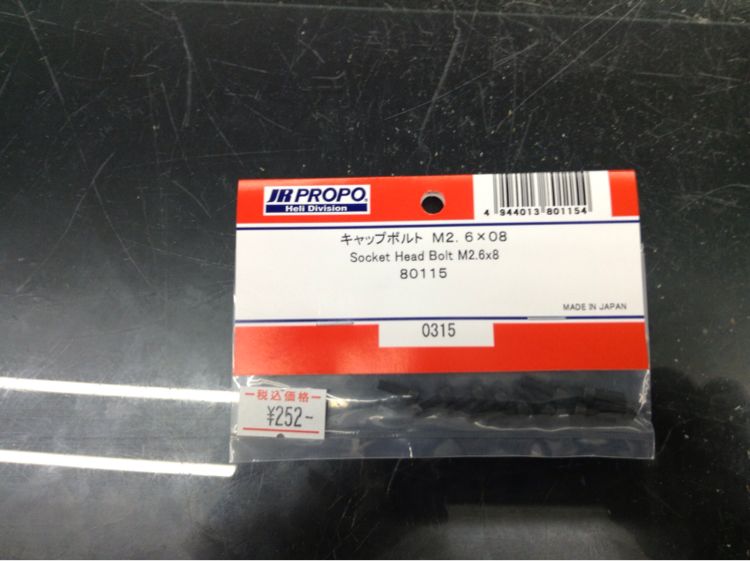 JR PROPO
Heli Division
4 944013 801154
キャップボルト M2.6×08
Socket Head Bolt M2.6x8
80115
MADE IN JAPAN
0315
税込価格
¥252-